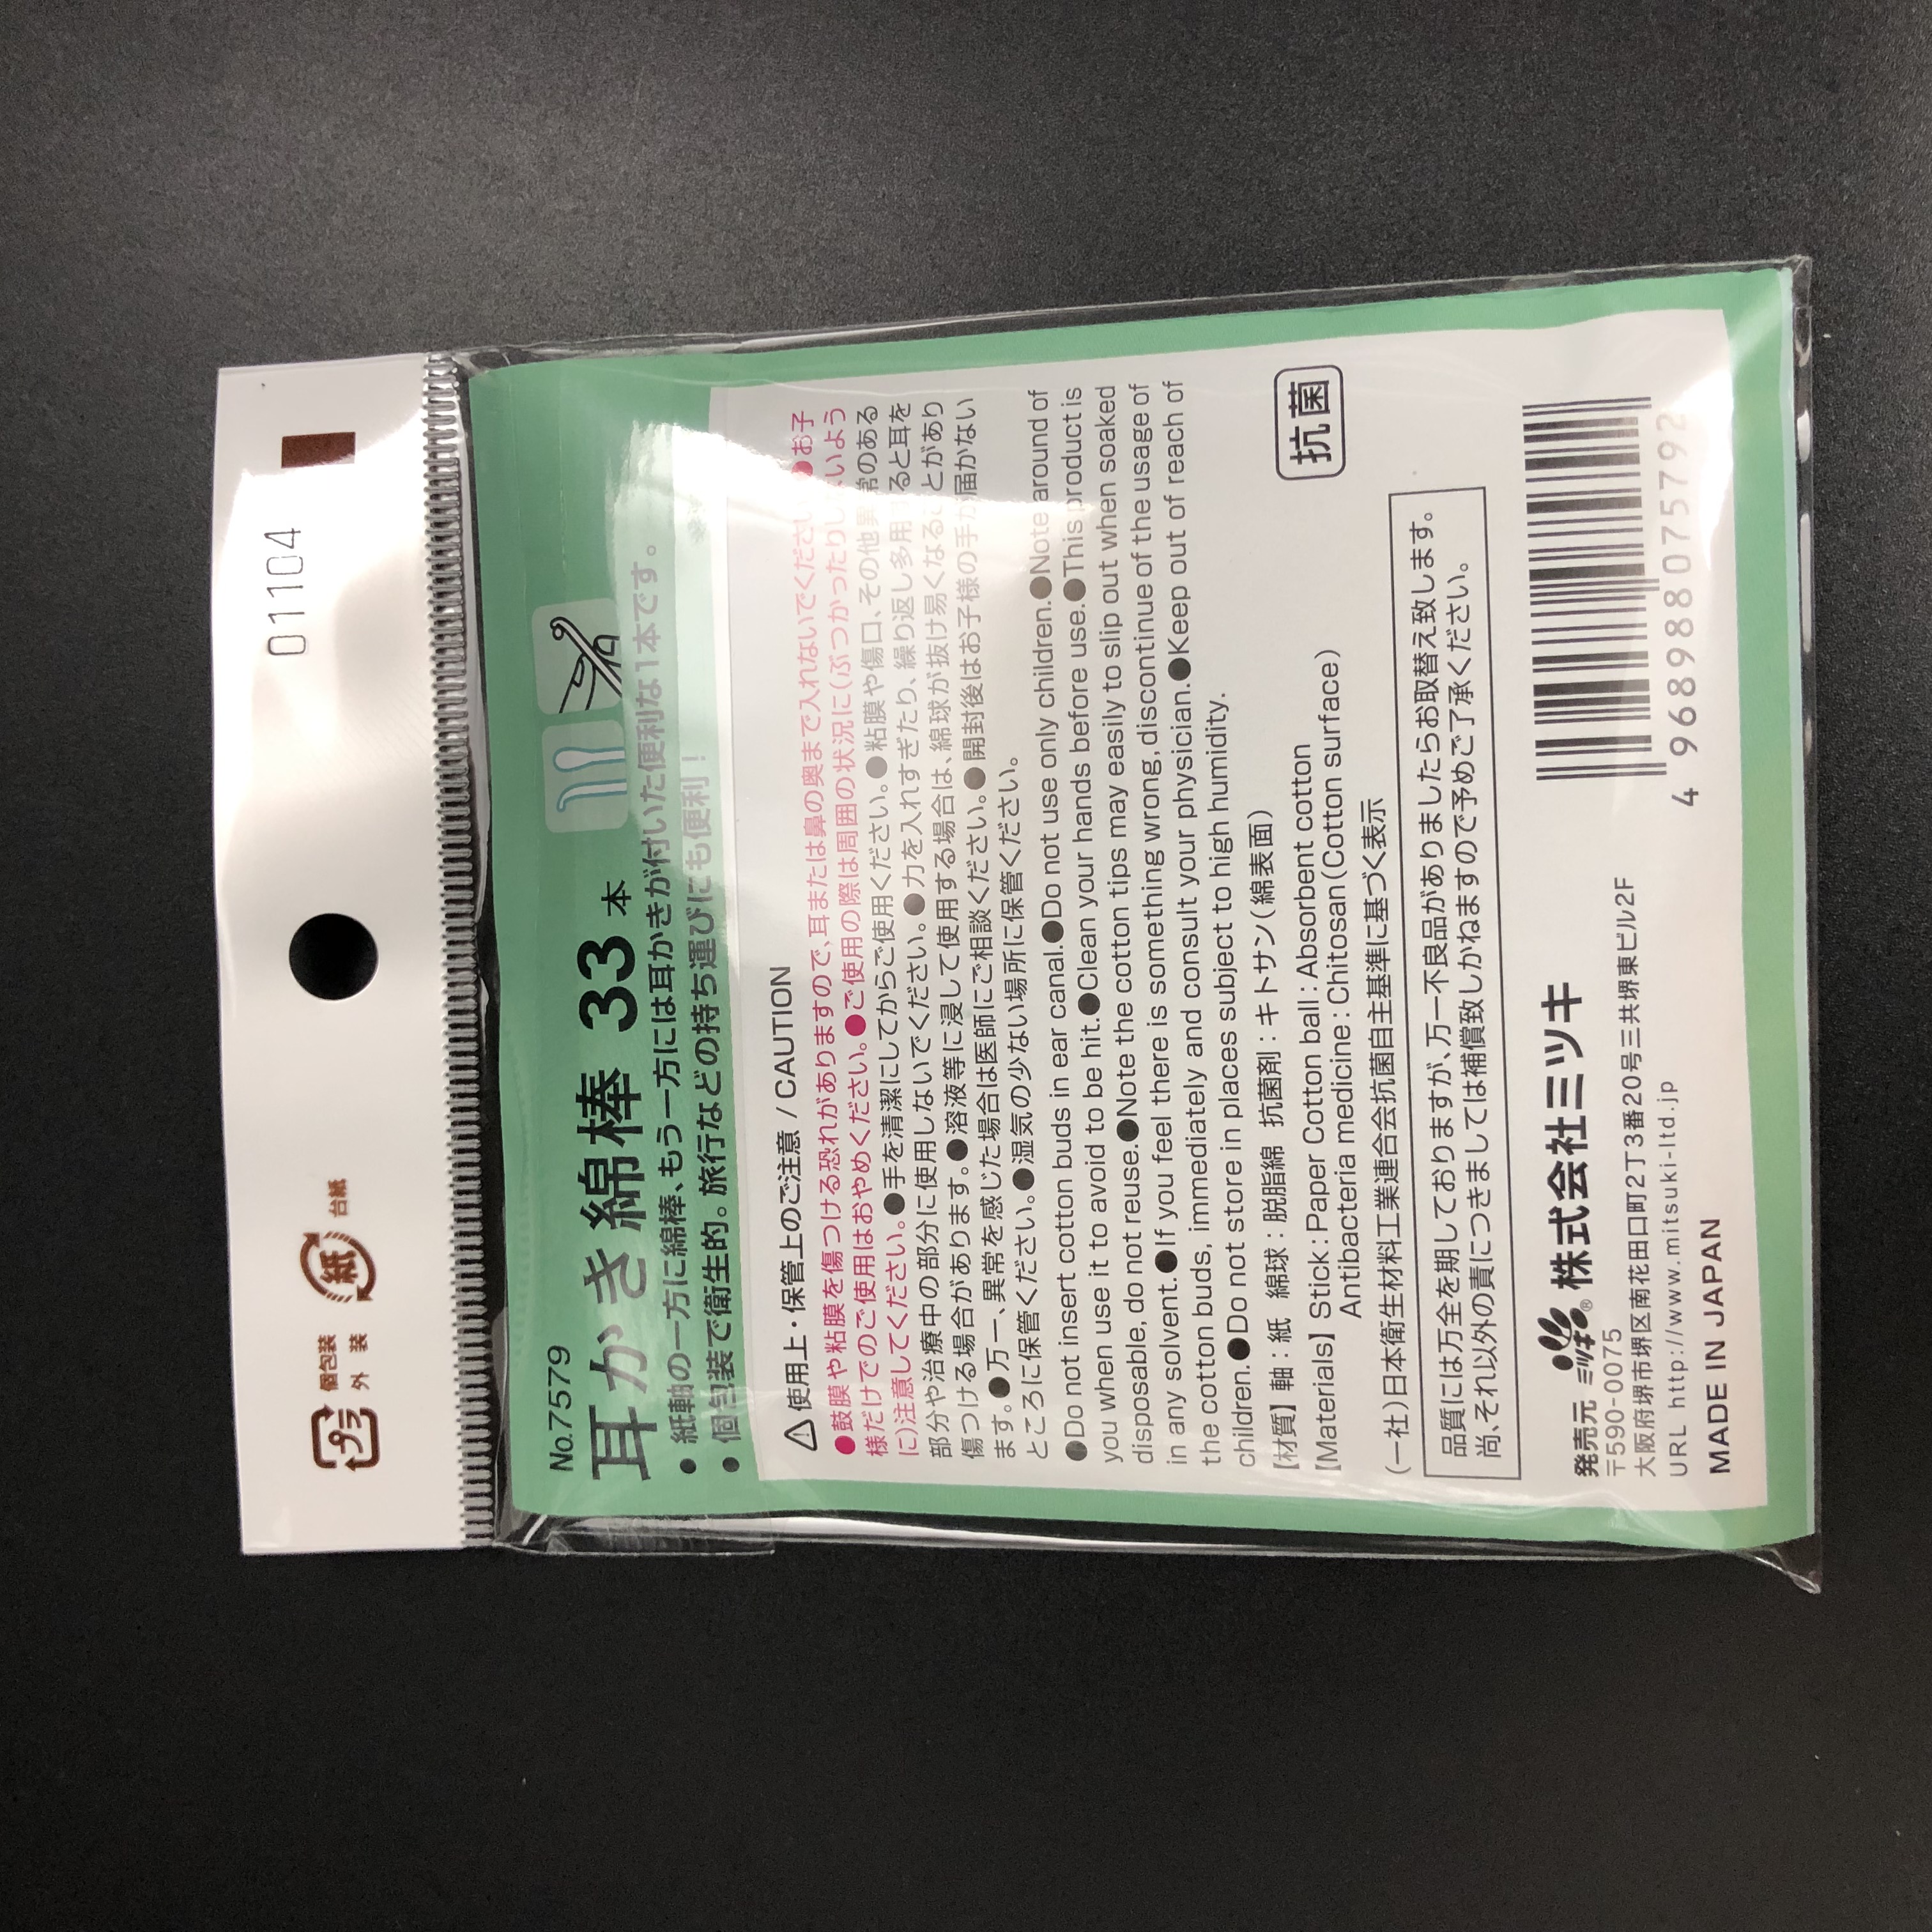 01104
プラ
個包装
外装
紙
台紙
No.7579
耳かき綿棒 33本
• 紙軸の一方に綿棒、もう一方には耳かきが付いた便利な1本です。
• 個包装で衛生的。旅行などの持ち運びにも便利!
⚠使用上・保管上のご注意 / CAUTION
●鼓膜や粘膜を傷つける恐れがありますので、耳または鼻の奥まで入れないでください。●お子
様だけでのご使用はおやめください。●ご使用の際は周囲の状況に(ぶつかったりしないよう
に)注意してください。●手を清潔にしてからご使用ください。●粘膜や傷口、その他異常のある
部分や治療中の部分に使用しないでください。●力を入れすぎたり、繰り返し多用すると耳を
傷つける場合があります。●溶液等に浸して使用する場合は、綿球が抜け易くなることがあり
ます。●万一、異常を感じた場合は医師にご相談ください。●開封後はお子様の手が届かない
ところに保管ください。●湿気の少ない場所に保管ください。
●Do not insert cotton buds in ear canal.●Do not use only children.●Note around of
you when use it to avoid to be hit.●Clean your hands before use.●This product is
disposable, do not reuse.●Note the cotton tips may easily to slip out when soaked
in any solvent.●If you feel there is something wrong, discontinue of the usage of
the cotton buds, immediately and consult your physician.●Keep out of reach of
children.●Do not store in places subject to high humidity.
【材質】軸:紙 綿球:脱脂綿 抗菌剤:キトサン(綿表面)
【Materials】Stick:Paper Cotton ball:Absorbent cotton
Antibacteria medicine:Chitosan(Cotton surface)
(一社)日本衛生材料工業連合会抗菌自主基準に基づく表示
抗菌
品質には万全を期しておりますが、万一不良品がありましたらお取替え致します。
尚、それ以外の責につきましては補償致しかねますので予めご了承ください。
発売元 ミツキ® 株式会社ミツキ
〒590-0075
大阪府堺市堺区南花田口町2丁3番20号三共堺東ビル2F
URL http://www.mitsuki-ltd.jp
MADE IN JAPAN
4 968988 075792